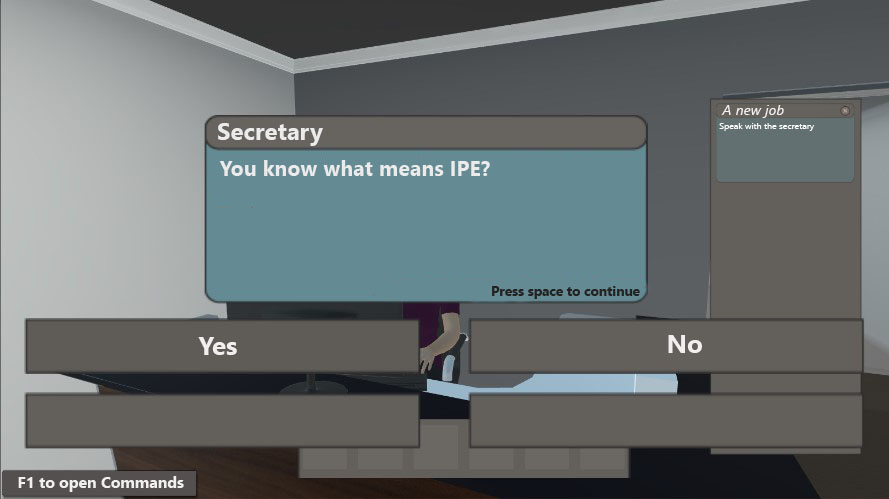 Secretary
You know what means IPE?
Press space to continue
A new job
Speak with the secretary
Yes
No
F1 to open Commands